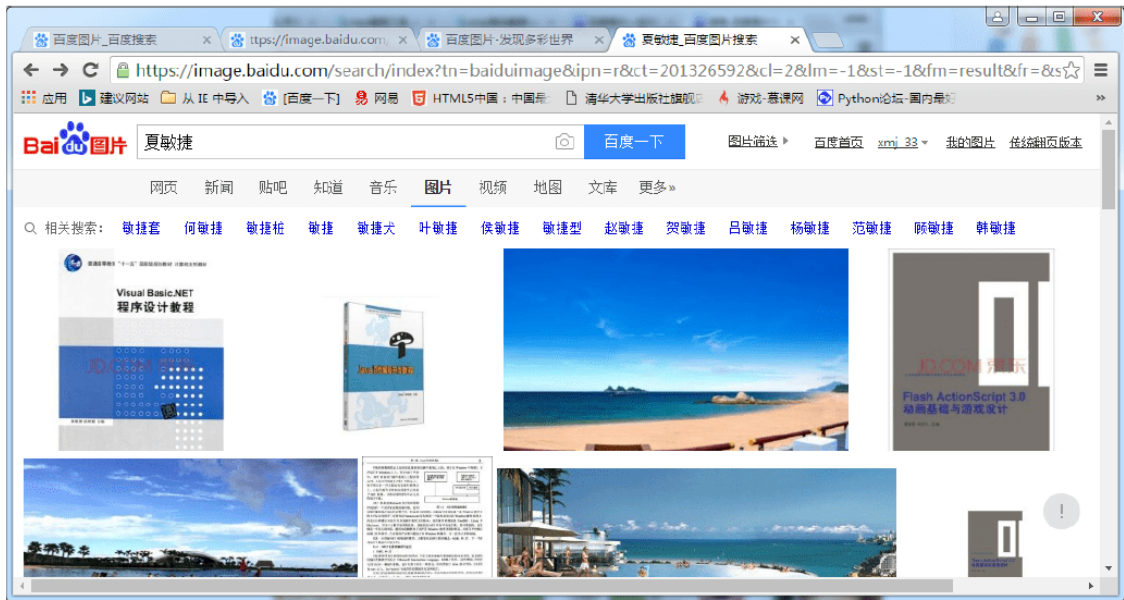 百度图片_百度搜索
ttps://image.baidu.com/
百度图片-发现多彩世界
夏敏捷_百度图片搜索
https://image.baidu.com/search/index?tn=baiduimage&ipn=r&ct=201326592&cl=2&lm=-1&st=-1&fm=result&fr=&s
应用 建议网站 从 IE 中导入 [百度一下] 网易 HTML5中国：中国最 清华大学出版社旗舰店 游戏-慕课网 Python论坛-国内最好 »
Bai du 图片 夏敏捷 百度一下 图片筛选 百度首页 xmj_33 我的图片 传统翻页版本
网页 新闻 贴吧 知道 音乐 图片 视频 地图 文库 更多»
相关搜索： 敏捷套 何敏捷 敏捷桩 敏捷 敏捷犬 叶敏捷 侯敏捷 敏捷型 赵敏捷 贺敏捷 吕敏捷 杨敏捷 范敏捷 顾敏捷 韩敏捷
Visual Basic.NET
程序设计教程
JD.COM
JD.COM 京东
Flash ActionScript 3.0
动画基础与游戏设计